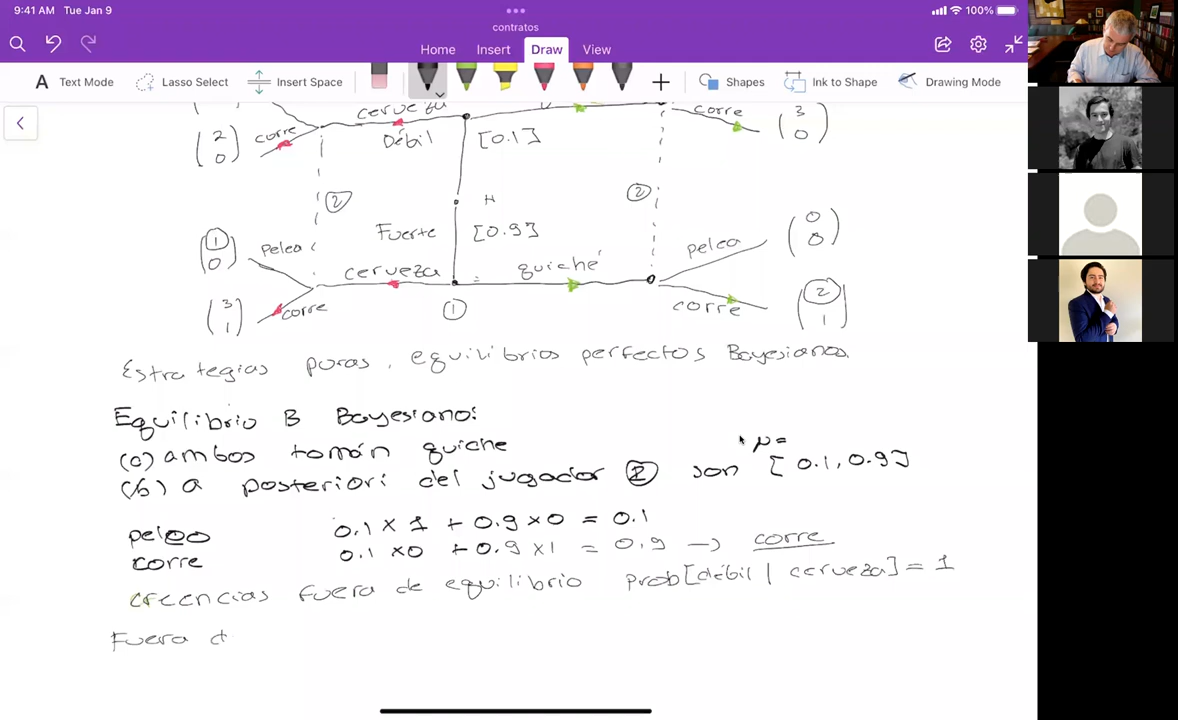 9:41 AM Tue Jan 9
100%
contratos
Home Insert Draw View
Text Mode Lasso Select Insert Space Shapes Ink to Shape Drawing Mode
cerveza
corre
corre
(2 0)
Débil
[0.1]
(3 0)
2
H
2
Fuerte [0.9]
(1 0)
pelea
pelea
(0 0)
cerveza
quiché
(3 1)
corre
1
corre
(2 1)
Estrategias puras, equilibrios perfectos Bayesianos.
Equilibrio B Bayesiano:
(a) ambos toman quiche
μ=
(b) a posteriori del jugador 2 son [0.1, 0.9]
pelea 0.1 x 1 + 0.9 x 0 = 0.1
corre 0.1 x 0 + 0.9 x 1 = 0.9 → corre
creencias fuera de equilibrio prob[débil | cerveza] = 1
Fuera